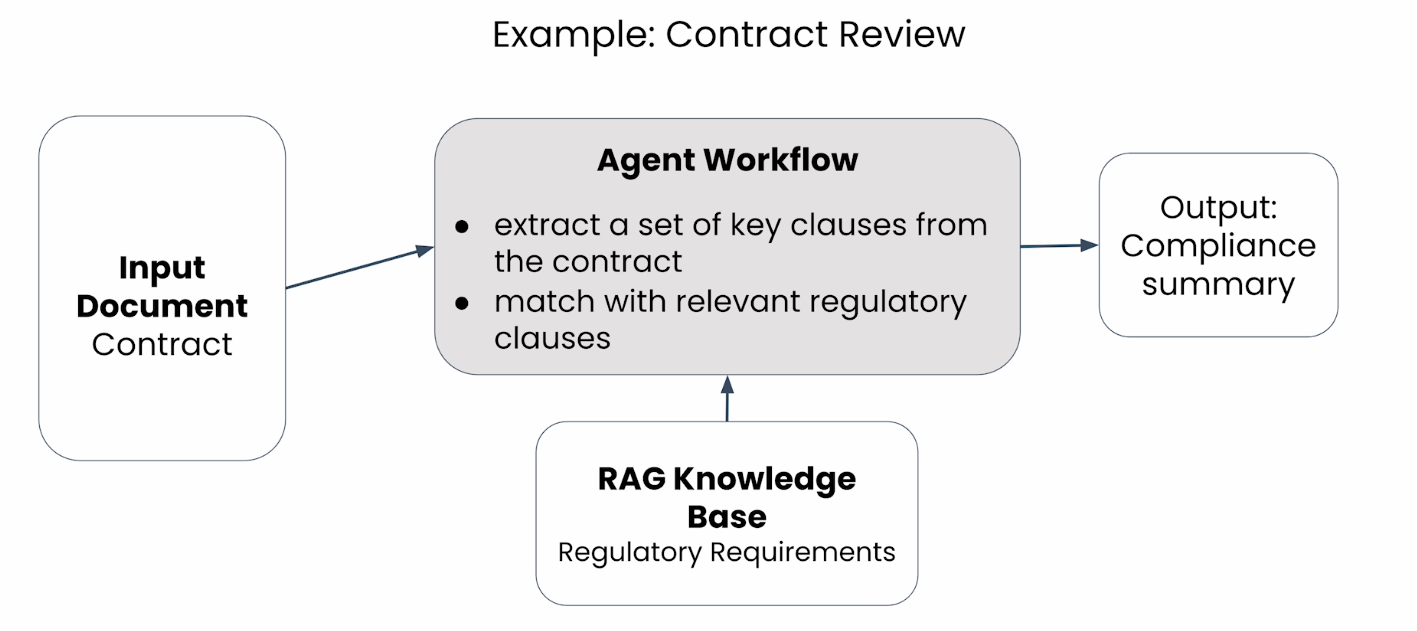 Example: Contract Review
Input
Document
Contract
Agent Workflow
● extract a set of key clauses from
the contract
● match with relevant regulatory
clauses
Output:
Compliance
summary
RAG Knowledge
Base
Regulatory Requirements